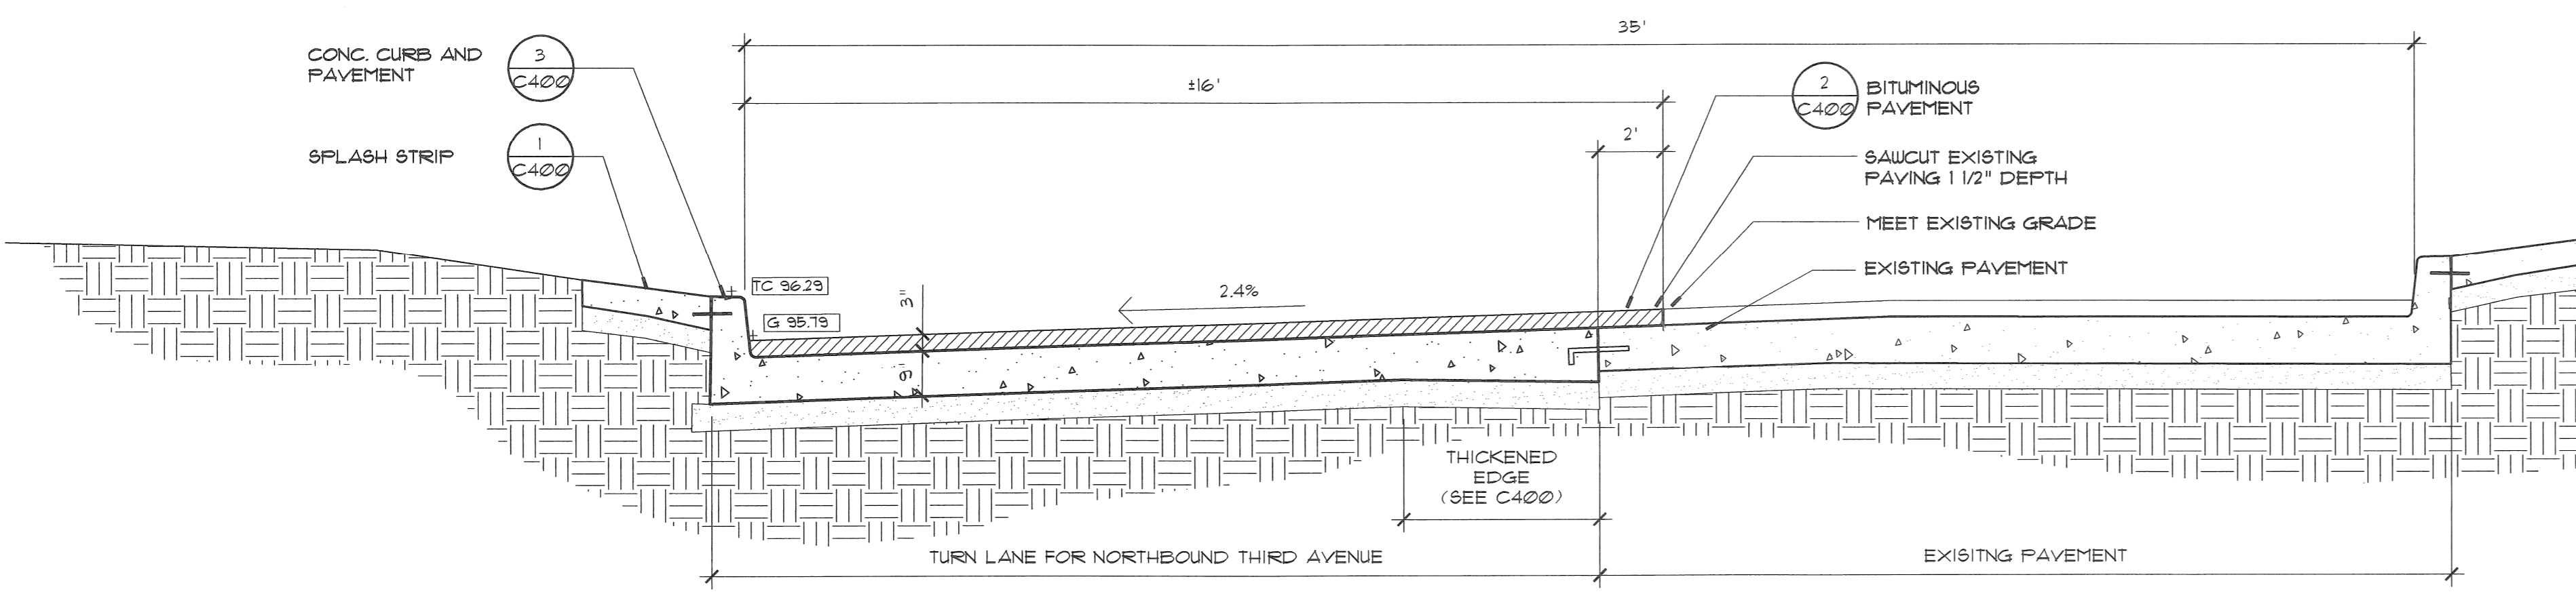 35'
CONC. CURB AND
PAVEMENT
3
C400
±16'
2
C400
BITUMINOUS
PAVEMENT
2'
SPLASH STRIP
1
C400
SAWCUT EXISTING
PAVING 1 1/2" DEPTH
MEET EXISTING GRADE
EXISTING PAVEMENT
TC 96.29
G 95.79
3"
2.4%
9"
THICKENED
EDGE
(SEE C400)
TURN LANE FOR NORTHBOUND THIRD AVENUE
EXISITNG PAVEMENT